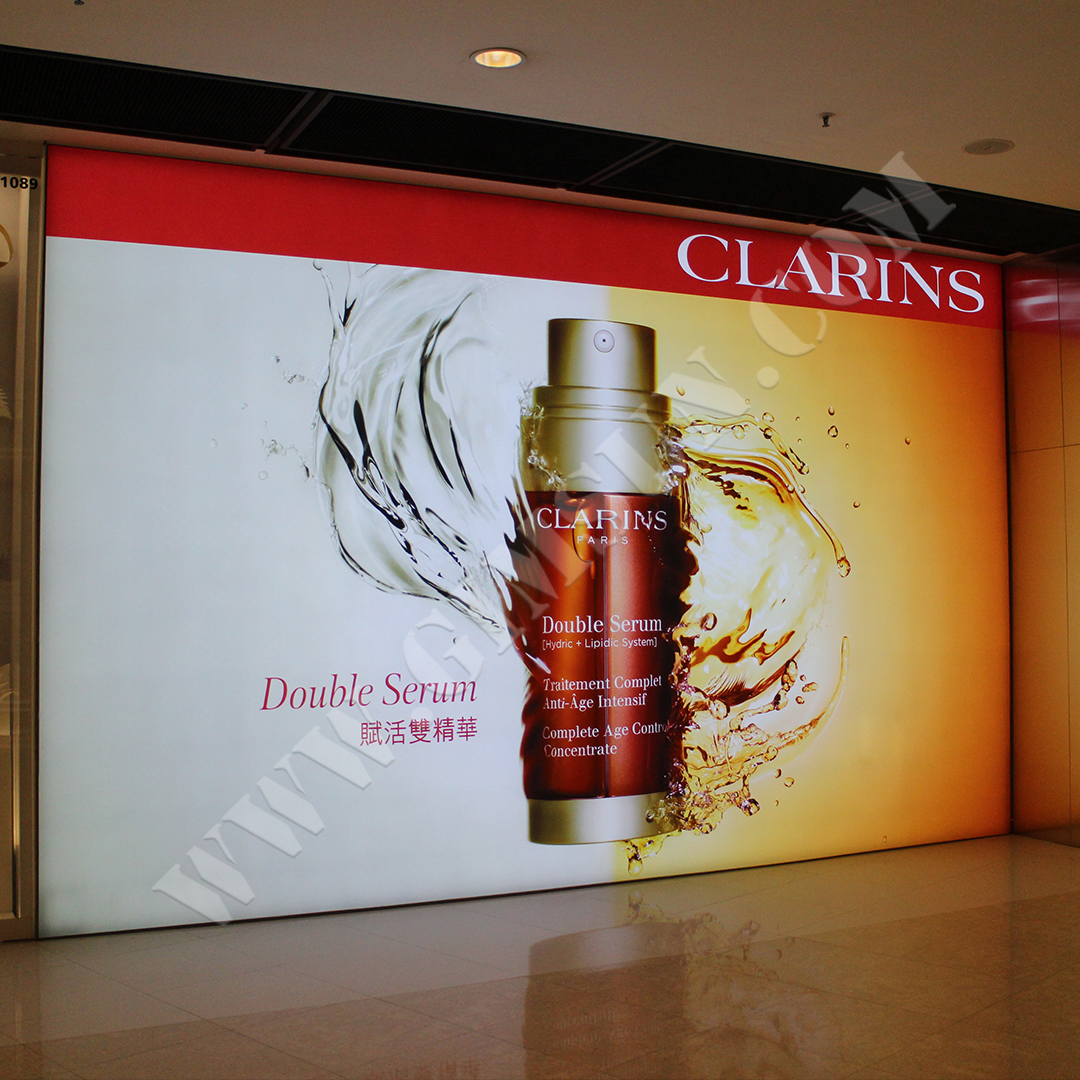 1089
CLARINS
CLARINS
PARIS
Double Serum
[Hydric + Lipidic System]
Traitement Complet
Anti-Âge Intensif
Complete Age Contro
Concentrate
Double Serum
賦活雙精華